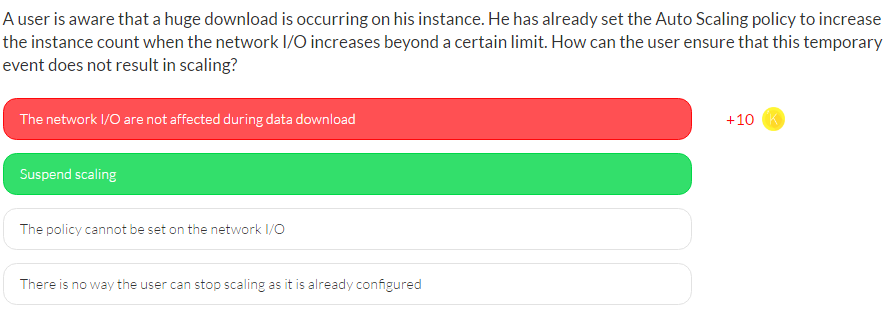 A user is aware that a huge download is occurring on his instance. He has already set the Auto Scaling policy to increase
the instance count when the network I/O increases beyond a certain limit. How can the user ensure that this temporary
event does not result in scaling?
The network I/O are not affected during data download
+10 K
Suspend scaling
The policy cannot be set on the network I/O
There is no way the user can stop scaling as it is already configured